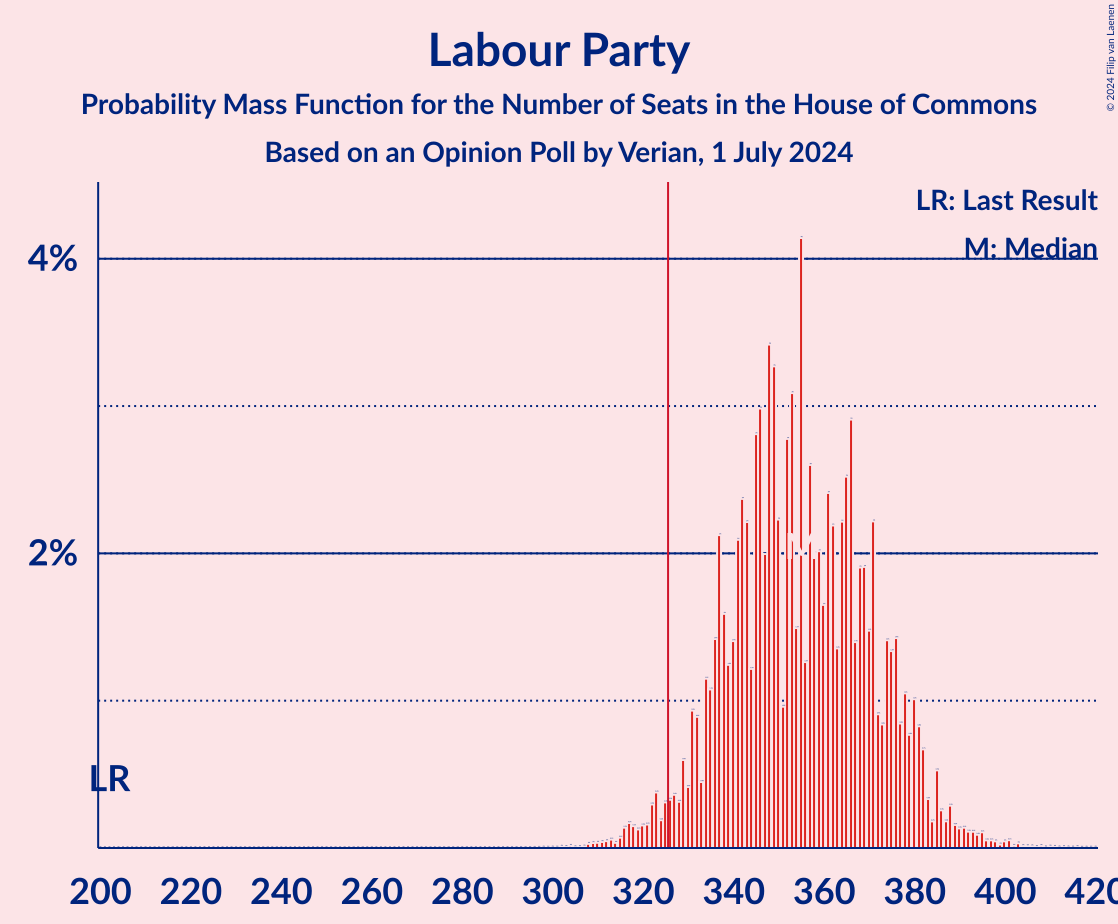 Labour Party
Probability Mass Function for the Number of Seats in the House of Commons
Based on an Opinion Poll by Verian, 1 July 2024
© 2024 Filip van Laenen
LR: Last Result
M: Median
4%
2%
M
LR
200 220 240 260 280 300 320 340 360 380 400 420